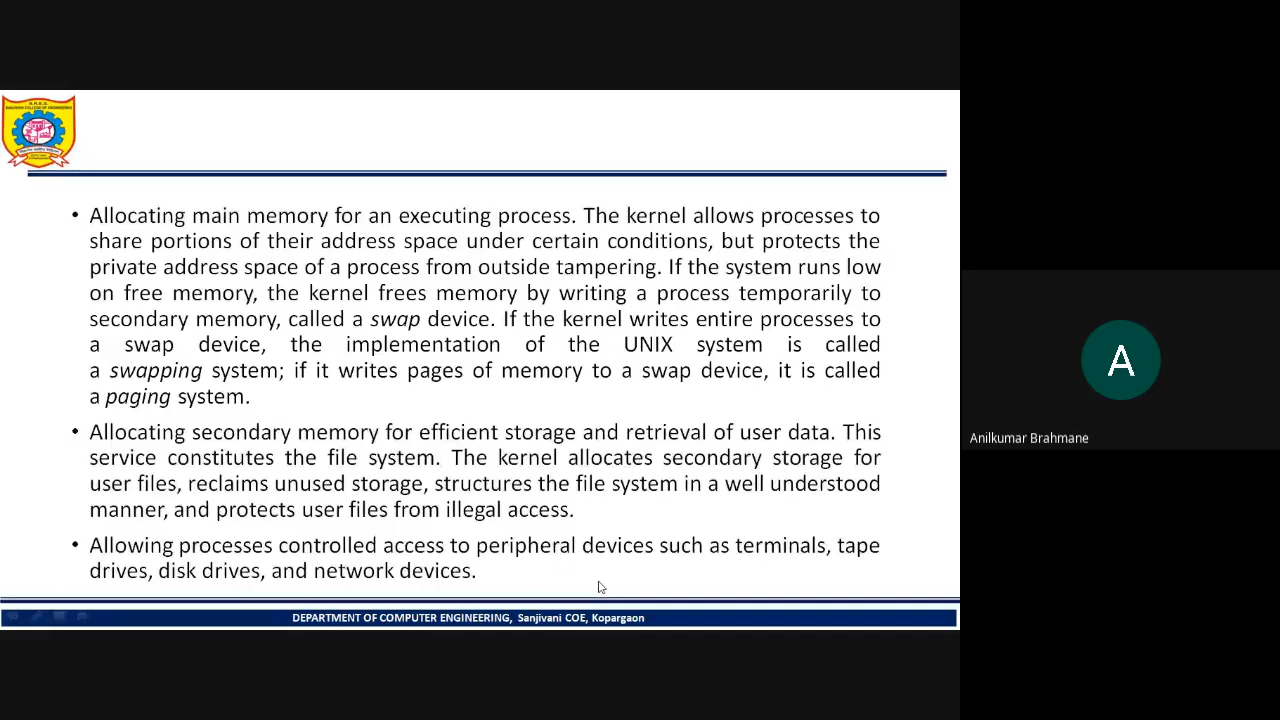 • Allocating main memory for an executing process. The kernel allows processes to
share portions of their address space under certain conditions, but protects the
private address space of a process from outside tampering. If the system runs low
on free memory, the kernel frees memory by writing a process temporarily to
secondary memory, called a swap device. If the kernel writes entire processes to
a swap device, the implementation of the UNIX system is called
a swapping system; if it writes pages of memory to a swap device, it is called
a paging system.
• Allocating secondary memory for efficient storage and retrieval of user data. This
service constitutes the file system. The kernel allocates secondary storage for
user files, reclaims unused storage, structures the file system in a well understood
manner, and protects user files from illegal access.
• Allowing processes controlled access to peripheral devices such as terminals, tape
drives, disk drives, and network devices.
DEPARTMENT OF COMPUTER ENGINEERING, Sanjivani COE, Kopargaon
A
Anilkumar Brahmane